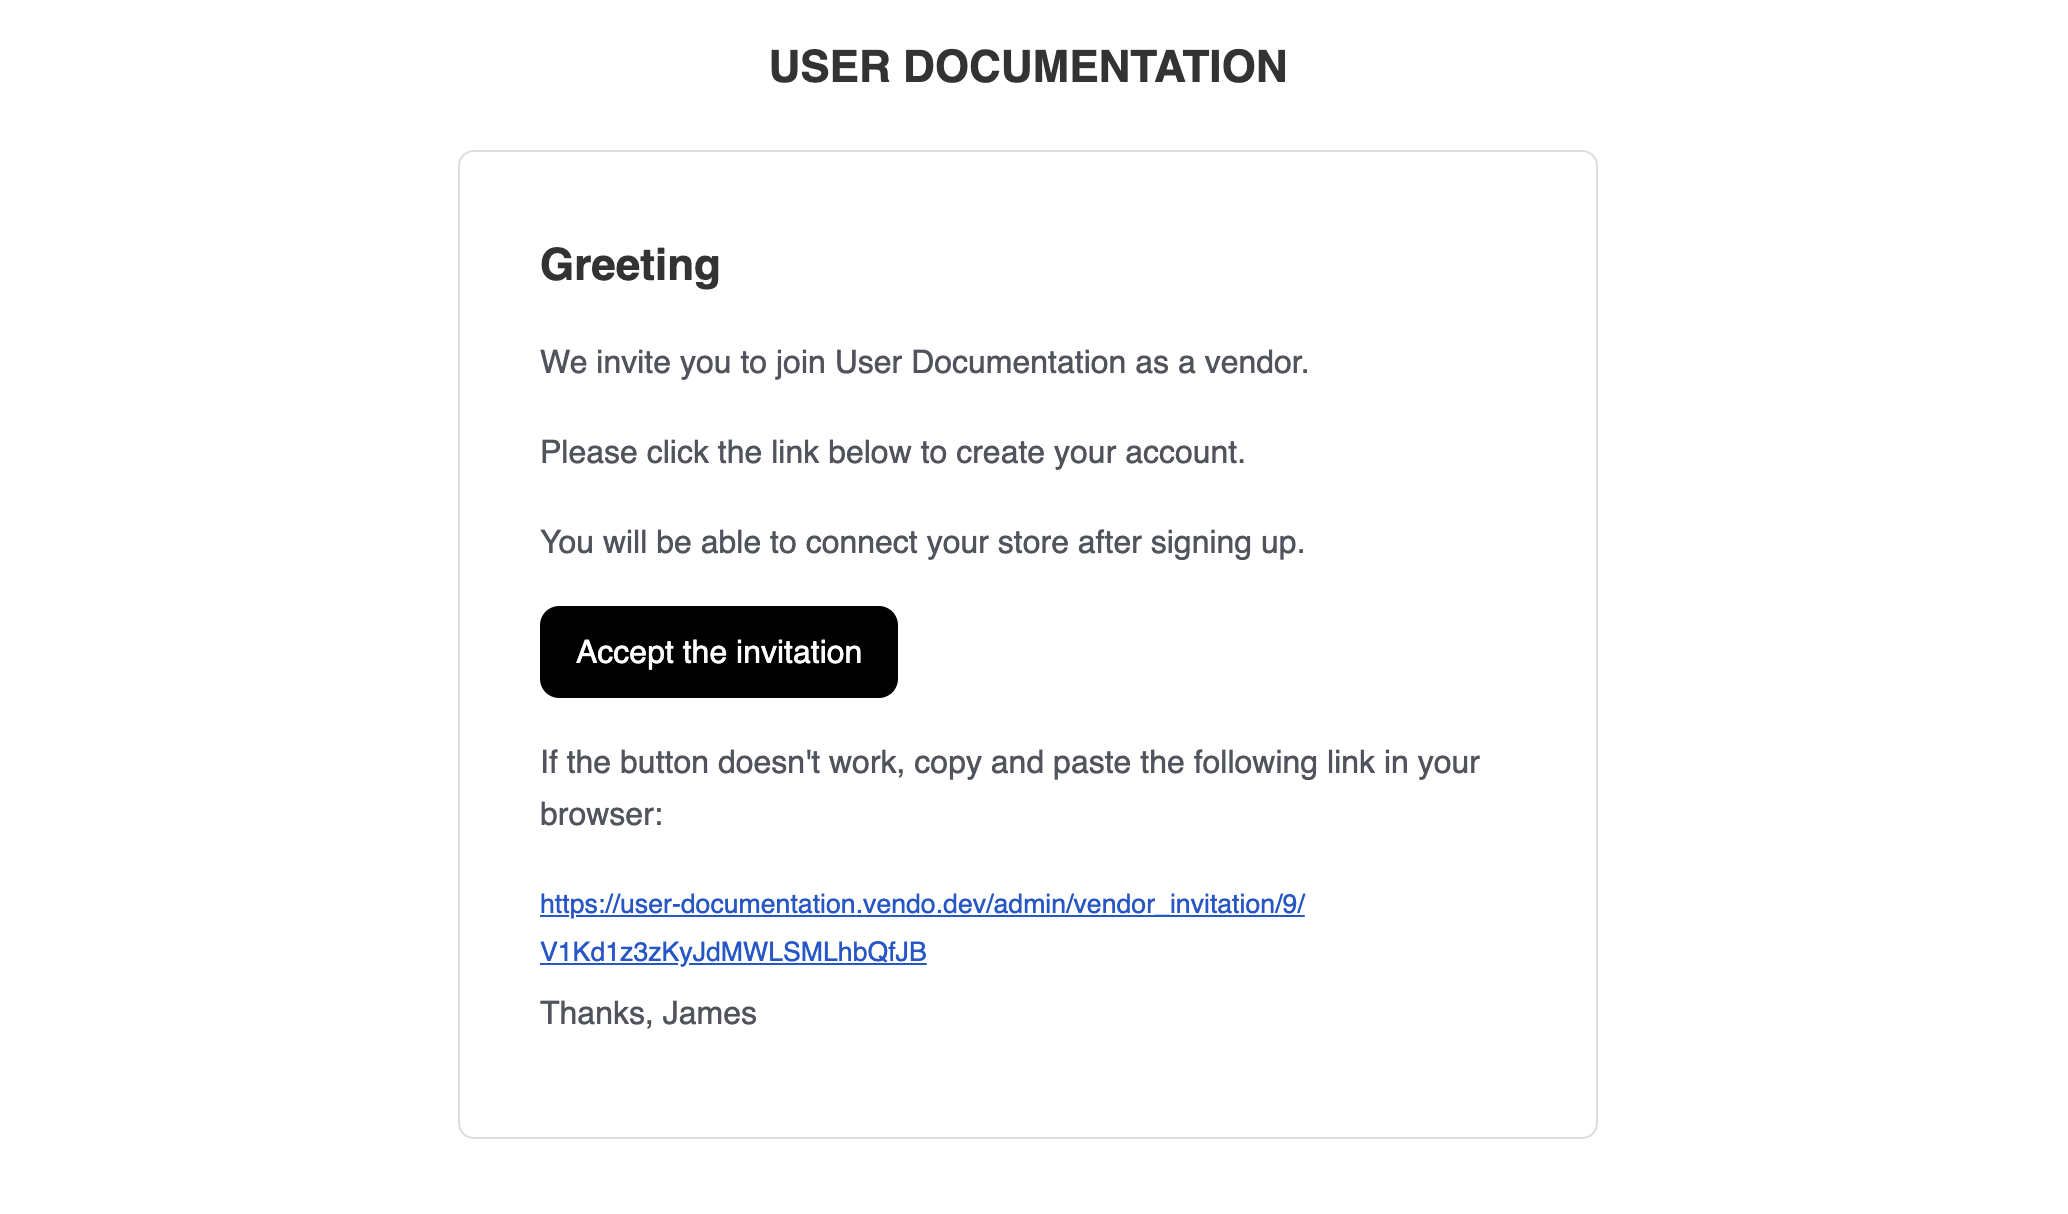 USER DOCUMENTATION
Greeting
We invite you to join User Documentation as a vendor.
Please click the link below to create your account.
You will be able to connect your store after signing up.
Accept the invitation
If the button doesn't work, copy and paste the following link in your
browser:
https://user-documentation.vendo.dev/admin/vendor_invitation/9/
V1Kd1z3zKyJdMWLSMLhbQfJB
Thanks, James